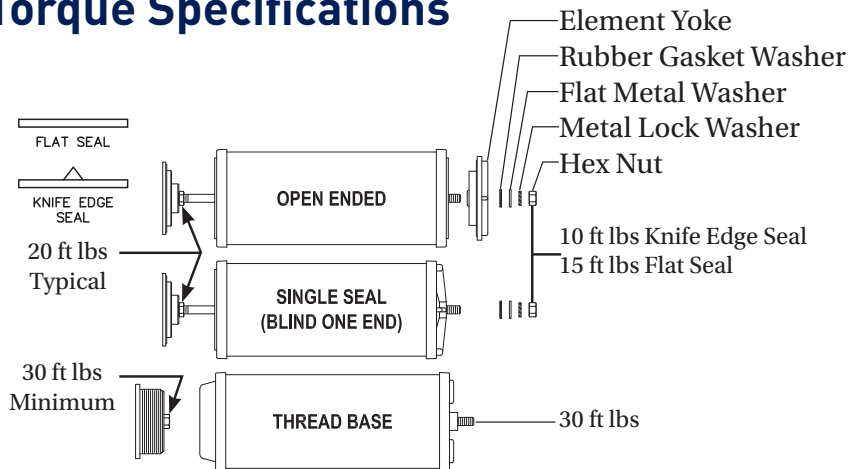 Torque Specifications
Element Yoke
Rubber Gasket Washer
Flat Metal Washer
Metal Lock Washer
Hex Nut
FLAT SEAL
KNIFE EDGE
SEAL
OPEN ENDED
20 ft lbs
Typical
10 ft lbs Knife Edge Seal
15 ft lbs Flat Seal
SINGLE SEAL
(BLIND ONE END)
30 ft lbs
Minimum
THREAD BASE
30 ft lbs